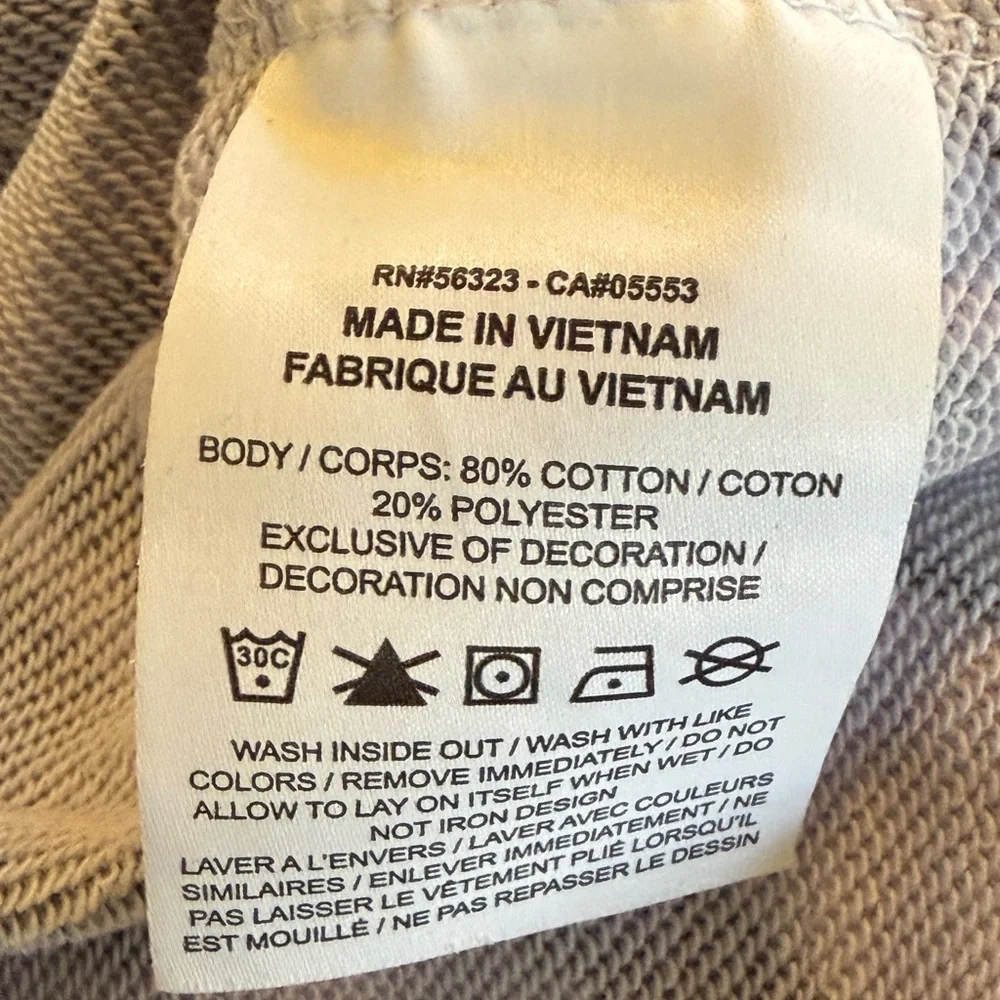 RN#56323 - CA#05553
MADE IN VIETNAM
FABRIQUE AU VIETNAM
BODY / CORPS: 80% COTTON / COTON
20% POLYESTER
EXCLUSIVE OF DECORATION /
DECORATION NON COMPRISE
30C
WASH INSIDE OUT / WASH WITH LIKE
COLORS / REMOVE IMMEDIATELY / DO NOT
ALLOW TO LAY ON ITSELF WHEN WET / DO
NOT IRON DESIGN
LAVER A L'ENVERS / LAVER AVEC COULEURS
SIMILAIRES / ENLEVER IMMEDIATEMENT / NE
PAS LAISSER LE VÊTEMENT PLIÉ LORSQU'IL
EST MOUILLÉ / NE PAS REPASSER LE DESSIN